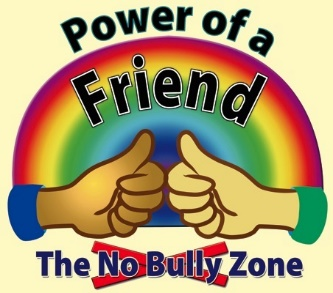 Power of a
Friend
The No Bully Zone